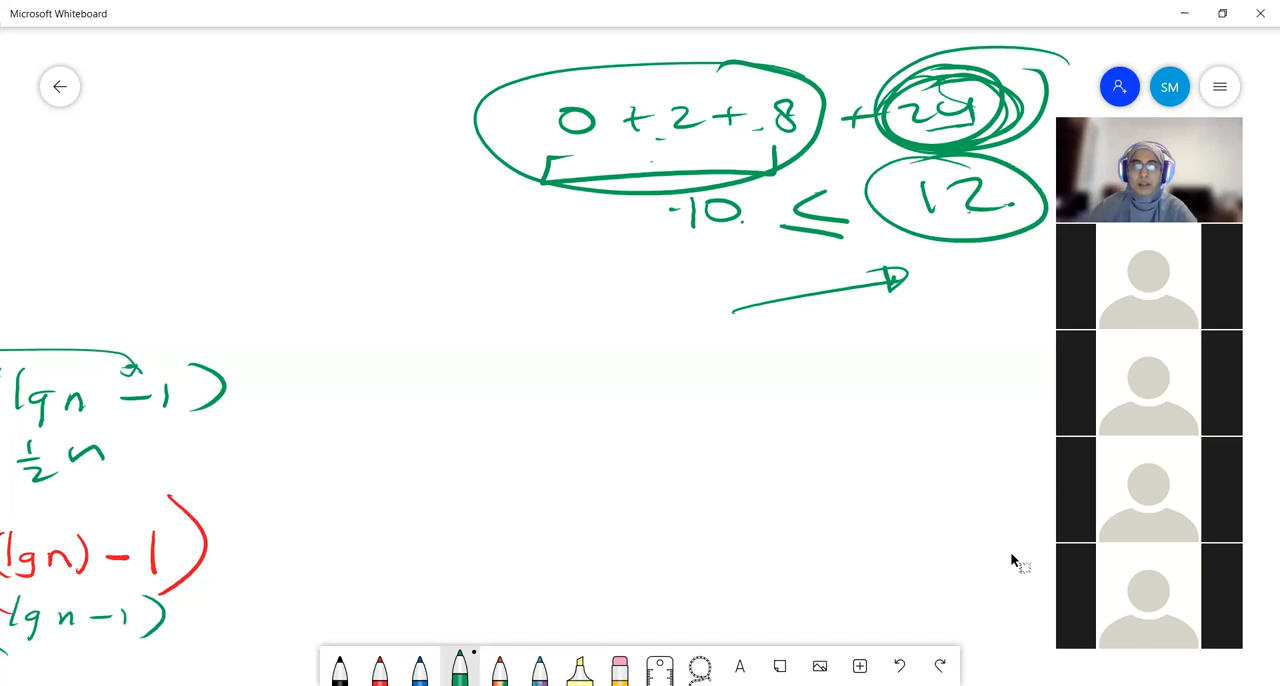 Microsoft Whiteboard
SM
0 + 2 + 8 + 24
10 ≤ 12
(lg n - 1)
1/2 n
(lg n) - 1)
(lg n - 1)
A